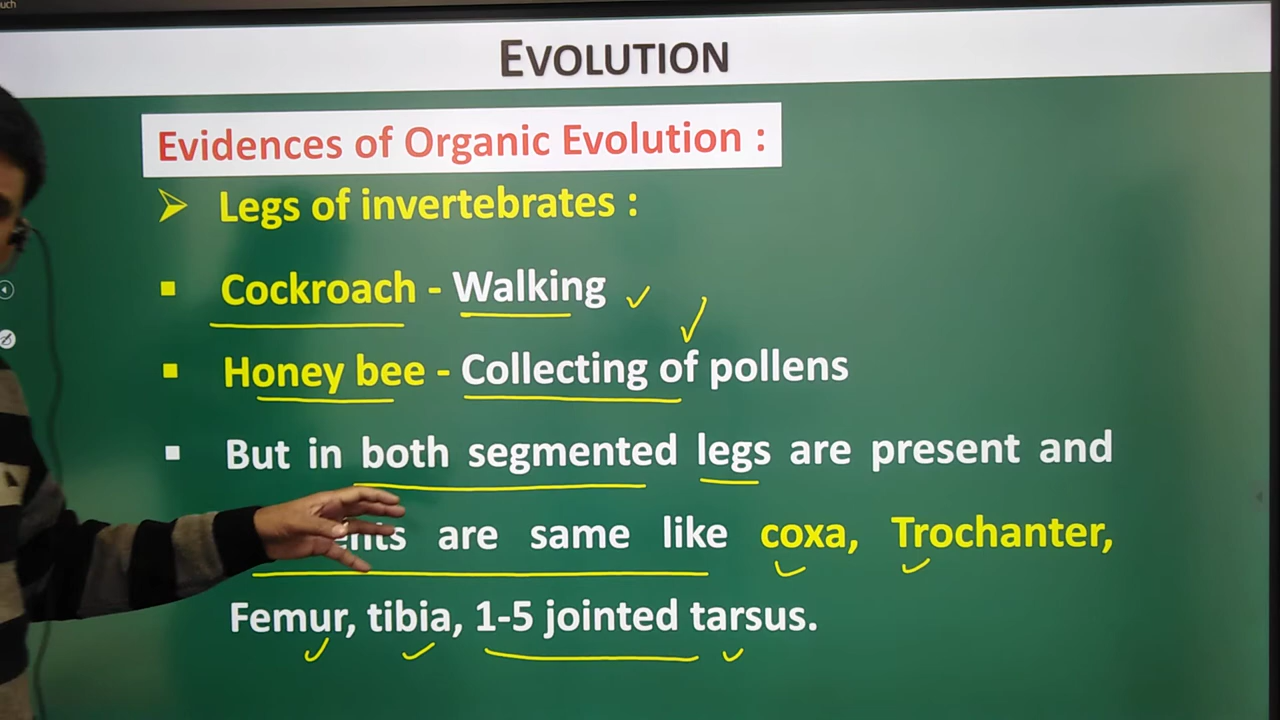 EVOLUTION
Evidences of Organic Evolution :
Legs of invertebrates :
Cockroach - Walking
Honey bee - Collecting of pollens
But in both segmented legs are present and
are same like coxa, Trochanter,
Femur, tibia, 1-5 jointed tarsus.